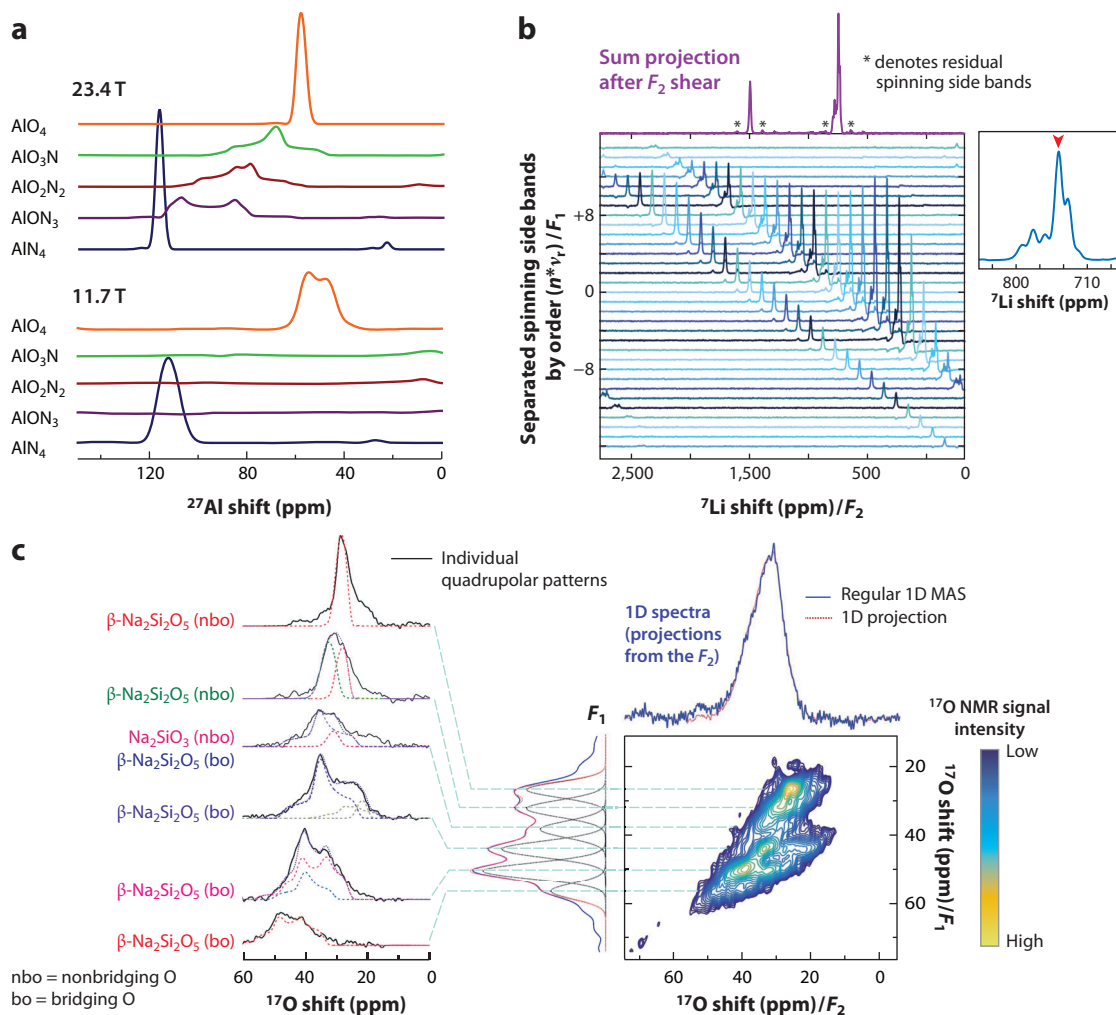 a
23.4 T
AlO₄
AlO₃N
AlO₂N₂
AlON₃
AlN₄
11.7 T
AlO₄
AlO₃N
AlO₂N₂
AlON₃
AlN₄
120
80
40
0
²⁷Al shift (ppm)
b
Sum projection
after F₂ shear
* denotes residual
spinning side bands
* * * *
Separated spinning side bands
by order (n*νᵣ)/F₁
+8
0
−8
2,500
1,500
500
0
⁷Li shift (ppm)/F₂
800
710
⁷Li shift (ppm)
c
Individual
quadrupolar patterns
β-Na₂Si₂O₅ (nbo)
β-Na₂Si₂O₅ (nbo)
Na₂SiO₃ (nbo)
β-Na₂Si₂O₅ (bo)
β-Na₂Si₂O₅ (bo)
β-Na₂Si₂O₅ (bo)
β-Na₂Si₂O₅ (bo)
60
40
20
0
¹⁷O shift (ppm)
nbo = nonbridging O
bo = bridging O
1D spectra
(projections
from the F₂)
Regular 1D MAS
1D projection
F₁
20
40
60
¹⁷O shift (ppm)/F₁
60
40
20
0
¹⁷O shift (ppm)/F₂
¹⁷O NMR signal
intensity
Low
High